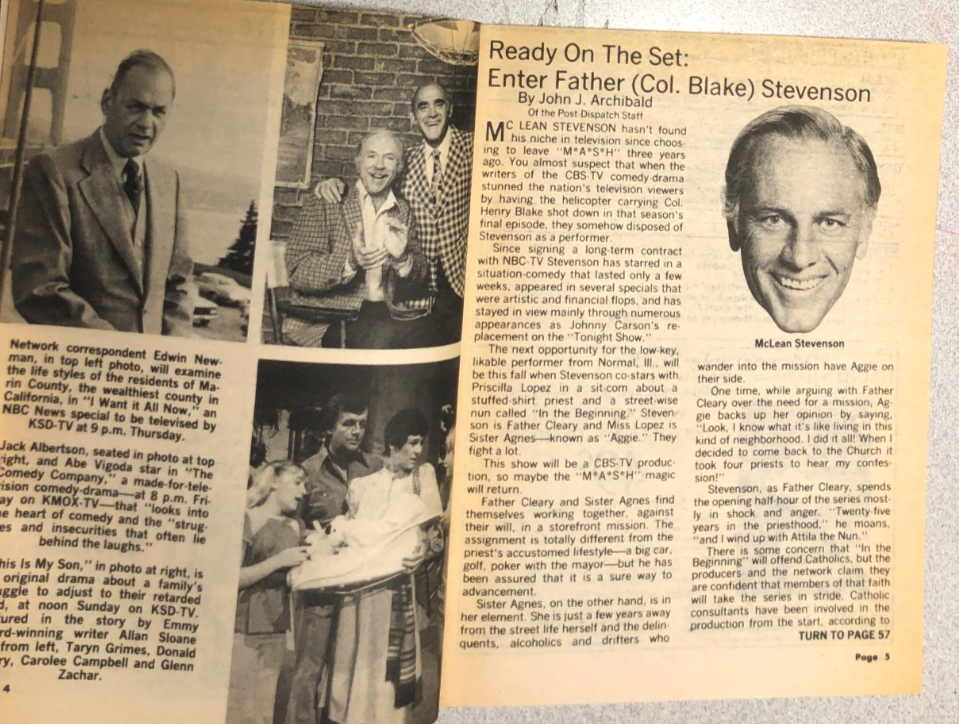 Network correspondent Edwin New-
man, in top left photo, will examine
the life styles of the residents of Ma-
rin County, the wealthiest county in
California, in "I Want it All Now," an
NBC News special to be televised by
KSD-TV at 9 p.m. Thursday.
Jack Albertson, seated in photo at top
right, and Abe Vigoda star in "The
Comedy Company," a made-for-tele-
vision comedy-drama—at 8 p.m. Fri-
ay on KMOX-TV—that "looks into
e heart of comedy and the "strug-
es and insecurities that often lie
behind the laughs."
his Is My Son," in photo at right, is
original drama about a family's
ggle to adjust to their retarded
d, at noon Sunday on KSD-TV.
ured in the story by Emmy
rd-winning writer Allan Sloane
from left, Taryn Grimes, Donald
ry, Carolee Campbell and Glenn
Zachar.
4
Ready On The Set:
Enter Father (Col. Blake) Stevenson
By John J. Archibald
Of the Post-Dispatch Staff
MC LEAN STEVENSON hasn't found
his niche in television since choos-
ing to leave "M*A*S*H" three years
ago. You almost suspect that when the
writers of the CBS-TV comedy-drama
stunned the nation's television viewers
by having the helicopter carrying Col.
Henry Blake shot down in that season's
final episode, they somehow disposed of
Stevenson as a performer.
Since signing a long-term contract
with NBC-TV Stevenson has starred in a
situation-comedy that lasted only a few
weeks, appeared in several specials that
were artistic and financial flops, and has
stayed in view mainly through numerous
appearances as Johnny Carson's re-
placement on the "Tonight Show."
The next opportunity for the low-key,
likable performer from Normal, Ill., will
be this fall when Stevenson co-stars with
Priscilla Lopez in a sit-com about a
stuffed-shirt priest and a street-wise
nun called "In the Beginning." Steven-
son is Father Cleary and Miss Lopez is
Sister Agnes—known as "Aggie." They
fight a lot.
This show will be a CBS-TV produc-
tion, so maybe the "M*A*S*H" magic
will return.
Father Cleary and Sister Agnes find
themselves working together, against
their will, in a storefront mission. The
assignment is totally different from the
priest's accustomed lifestyle—a big car,
golf, poker with the mayor—but he has
been assured that it is a sure way to
advancement.
Sister Agnes, on the other hand, is in
her element. She is just a few years away
from the street life herself and the delin-
quents, alcoholics and drifters who
McLean Stevenson
wander into the mission have Aggie on
their side.
One time, while arguing with Father
Cleary over the need for a mission, Ag-
gie backs up her opinion by saying,
"Look, I know what it's like living in this
kind of neighborhood. I did it all! When I
decided to come back to the Church it
took four priests to hear my confes-
sion!"
Stevenson, as Father Cleary, spends
the opening half-hour of the series most-
ly in shock and anger. "Twenty-five
years in the priesthood," he moans,
"and I wind up with Attila the Nun."
There is some concern that "In the
Beginning" will offend Catholics, but the
producers and the network claim they
are confident that members of that faith
will take the series in stride. Catholic
consultants have been involved in the
production from the start, according to
TURN TO PAGE 57
Page 5